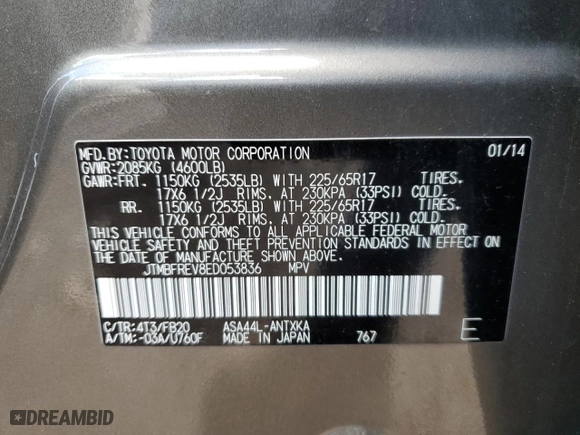 MFD. BY: TOYOTA MOTOR CORPORATION 01/14
GVWR: 2085KG (4600LB)
GAWR: FRT. 1150KG (2535LB) WITH 225/65R17 TIRES.
17X6 1/2J RIMS. AT 230KPA (33PSI) COLD.
RR. 1150KG (2535LB) WITH 225/65R17 TIRES.
17X6 1/2J RIMS. AT 230KPA (33PSI) COLD.
THIS VEHICLE CONFORMS TO ALL APPLICABLE FEDERAL MOTOR
VEHICLE SAFETY AND THEFT PREVENTION STANDARDS IN EFFECT ON
THE DATE OF MANUFACTURE SHOWN ABOVE.
JTMBFREV8ED053836 MPV
C/TR: 4T3/FB20 ASA44L-ANTXKA
A/TM: -03A/U760F MADE IN JAPAN 767 E
DREAMBID